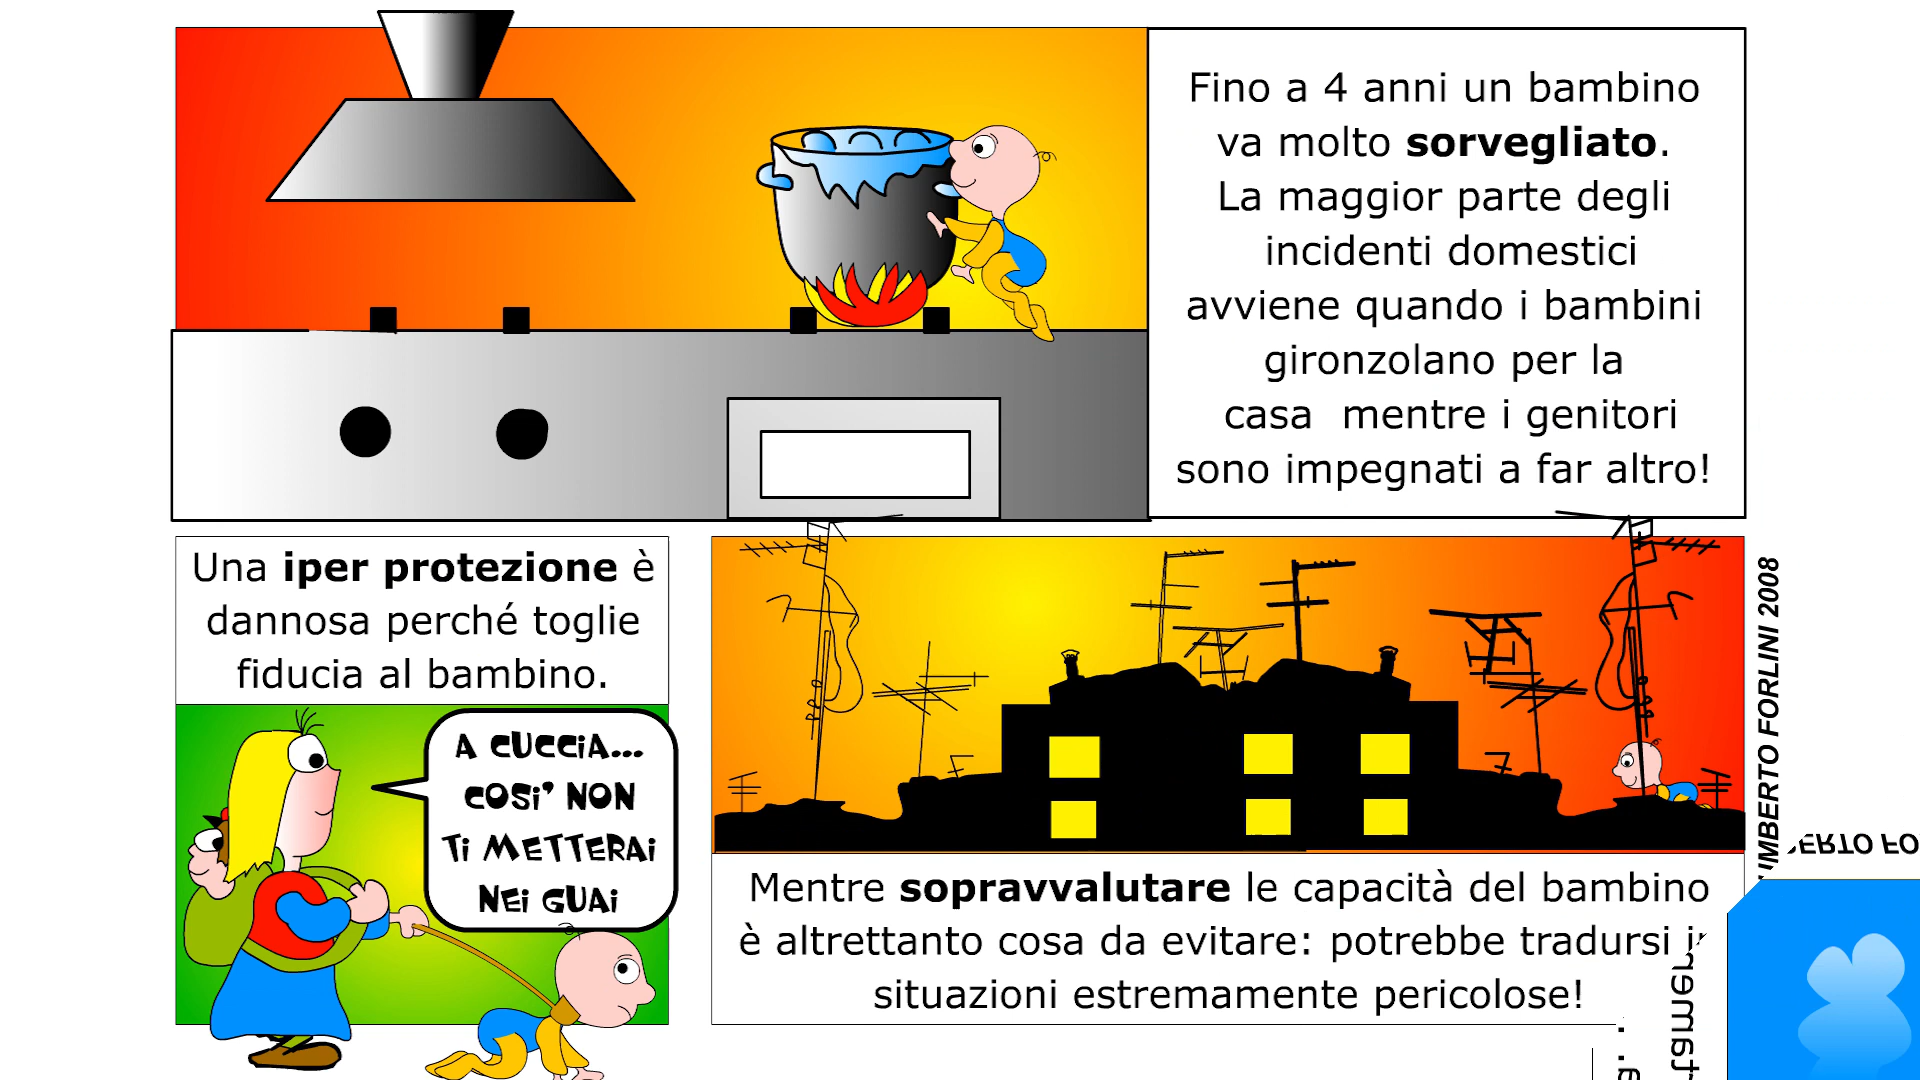 Fino a 4 anni un bambino
va molto sorvegliato.
La maggior parte degli
incidenti domestici
avviene quando i bambini
gironzolano per la
casa  mentre i genitori
sono impegnati a far altro!
Una iper protezione è
dannosa perché toglie
fiducia al bambino.
A CUCCIA...
COSI' NON
TI METTERAI
NEI GUAI
Mentre sopravvalutare le capacità del bambino
è altrettanto cosa da evitare: potrebbe tradursi
situazioni estremamente pericolose!
FORLINI 2008